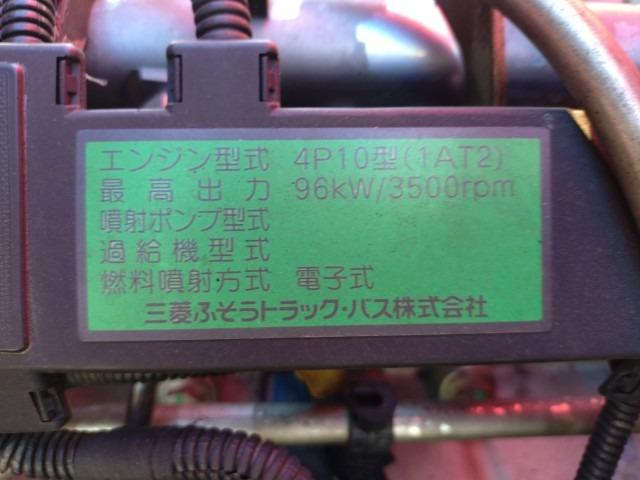 エンジン型式 4P10型(1AT2)
最高出力 96kW/3500rpm
噴射ポンプ型式
過給機型式
燃料噴射方式 電子式
三菱ふそうトラック・バス株式会社